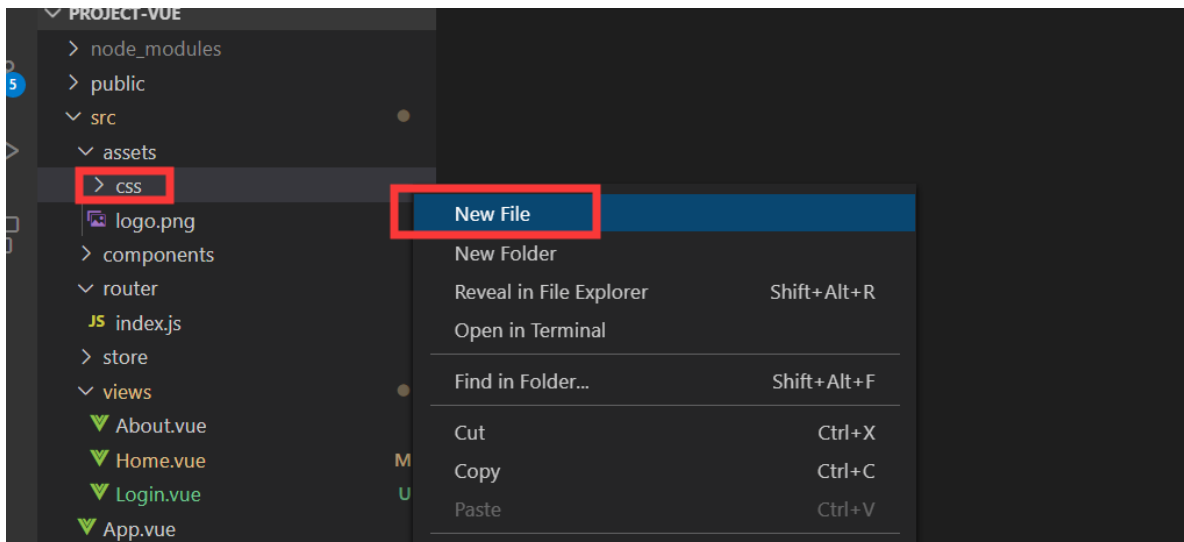 PROJECT-VUE
node_modules
5
public
src
assets
css
New File
logo.png
New Folder
components
router
Reveal in File Explorer Shift+Alt+R
JS index.js
Open in Terminal
store
Find in Folder... Shift+Alt+F
views
About.vue
Cut Ctrl+X
Home.vue M
Copy Ctrl+C
Login.vue U
Paste Ctrl+V
App.vue